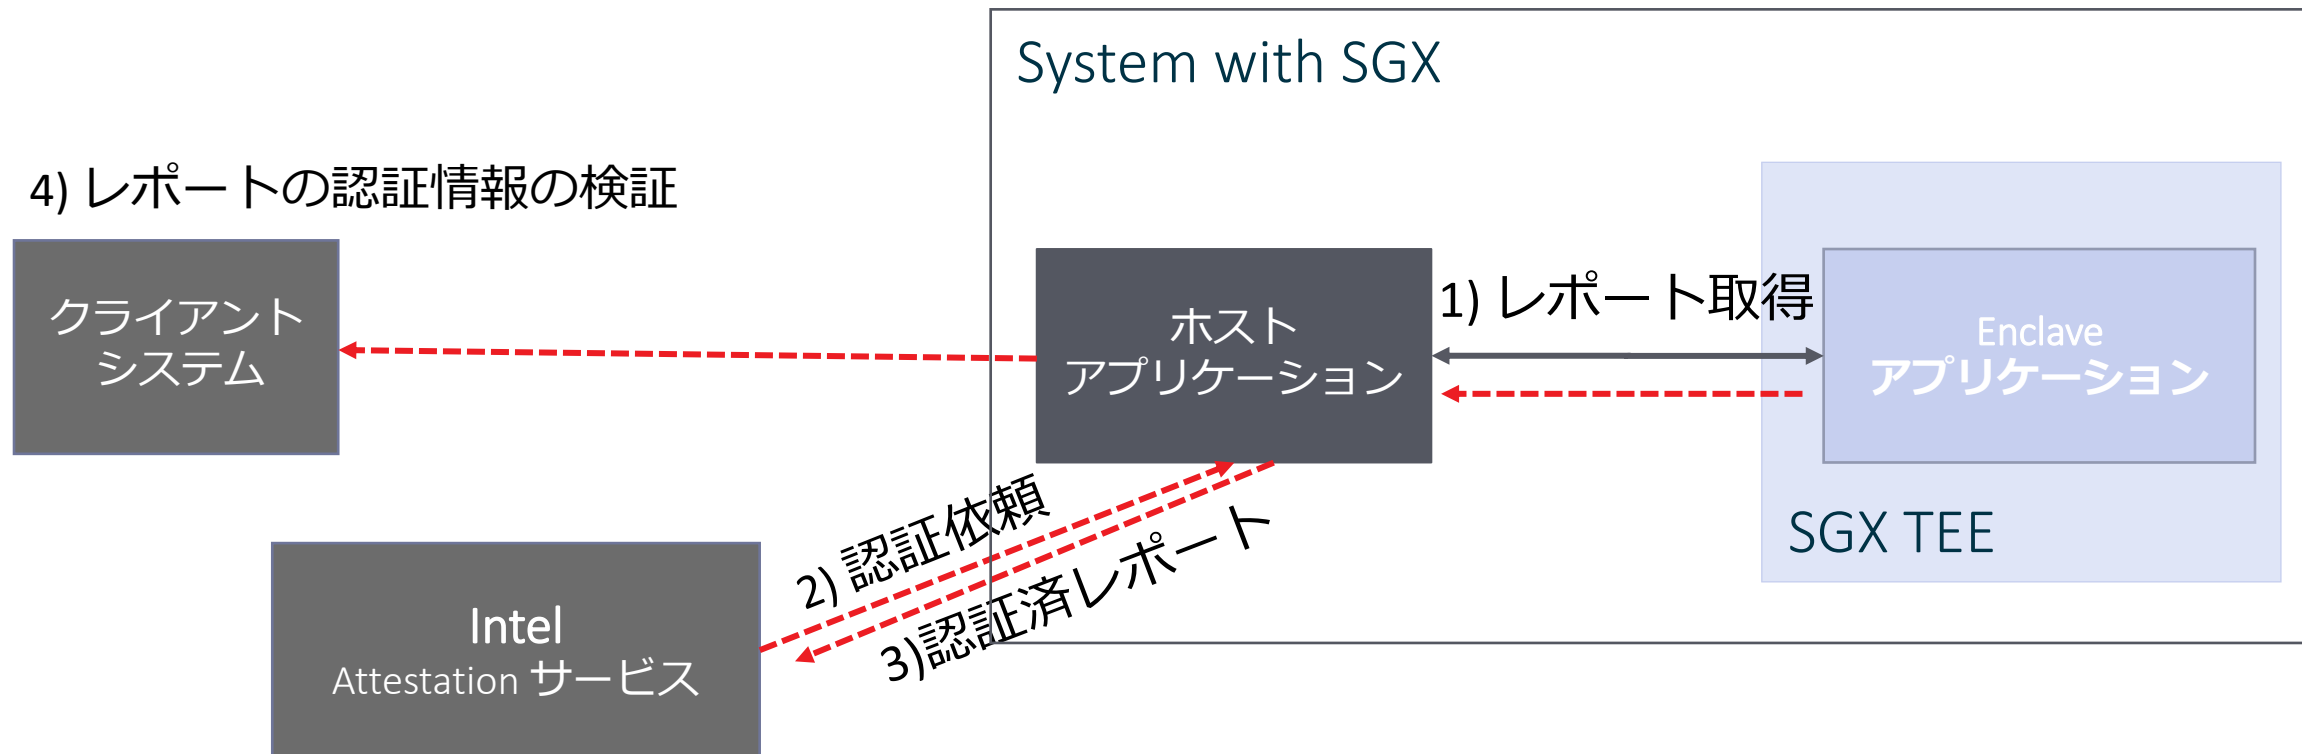 System with SGX
4) レポートの認証情報の検証
クライアント
システム
ホスト
アプリケーション
1) レポート取得
Enclave
アプリケーション
SGX TEE
2) 認証依頼
3)認証済レポート
Intel
Attestation サービス